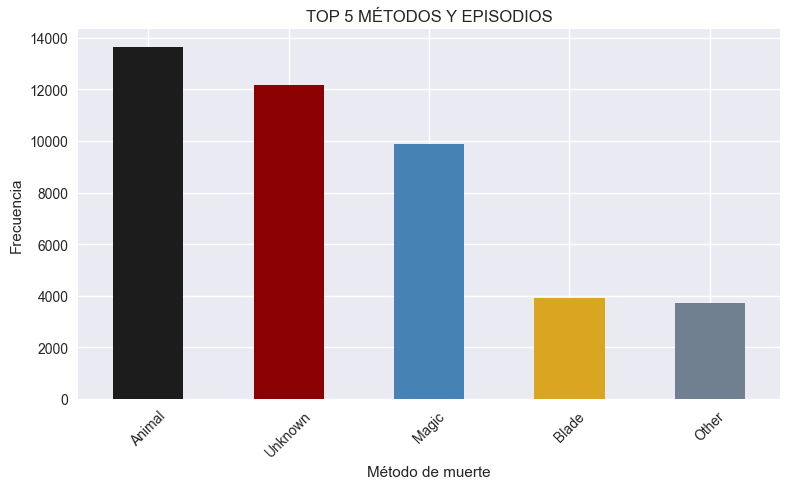 TOP 5 MÉTODOS Y EPISODIOS
14000
12000
10000
8000
6000
4000
2000
0
Frecuencia
Animal
Unknown
Magic
Blade
Other
Método de muerte